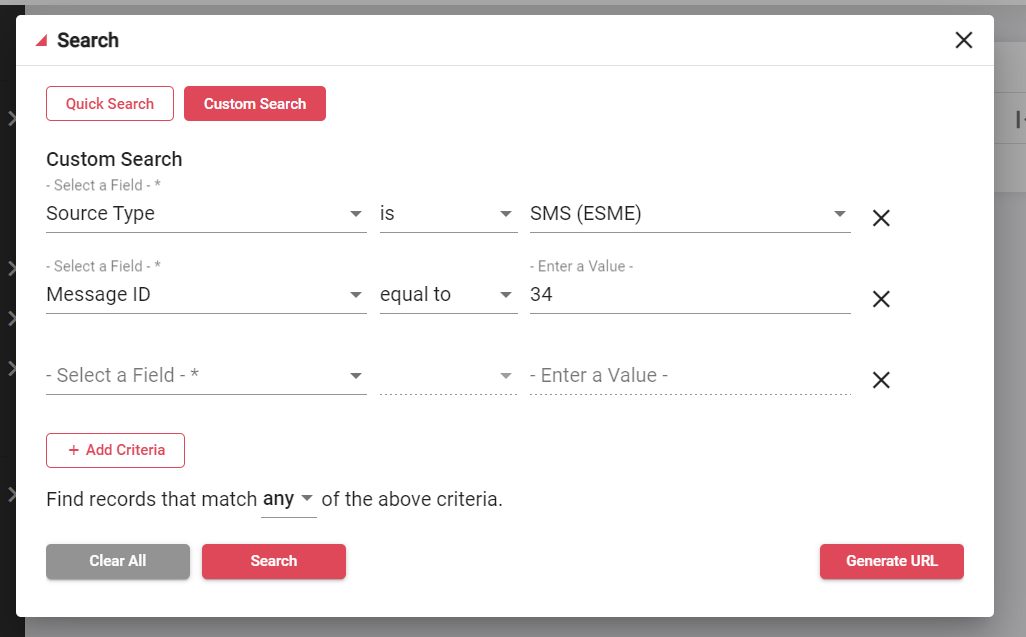 Search
Quick Search Custom Search
Custom Search
- Select a Field - *
Source Type is SMS (ESME)
- Select a Field - * - Enter a Value -
Message ID equal to 34
- Select a Field - * - Enter a Value -
+ Add Criteria
Find records that match any of the above criteria.
Clear All Search Generate URL